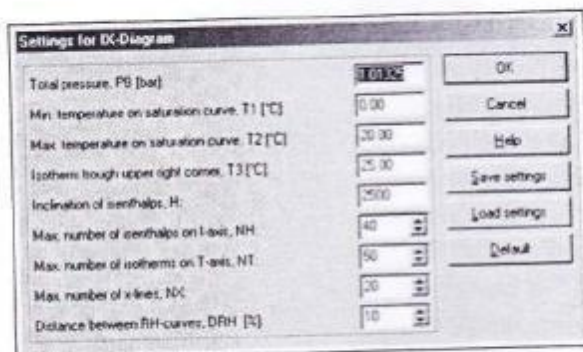 Settings for IX-Diagram
Total pressure, PB [bar] 1.01325
Min. temperature on saturation curve, T1 [°C] 0.00
Max. temperature on saturation curve, T2 [°C] 20.00
Isotherm trough upper right corner, T3 [°C] 25.00
Inclination of isenthalps, H: 2500
Max. number of isenthalps on I-axis, NH 40
Max. number of isotherms on T-axis, NT 50
Max. number of x-lines, NX 20
Distance between RH-curves, DRH [%] 10
OK
Cancel
Help
Save settings
Load settings
Default